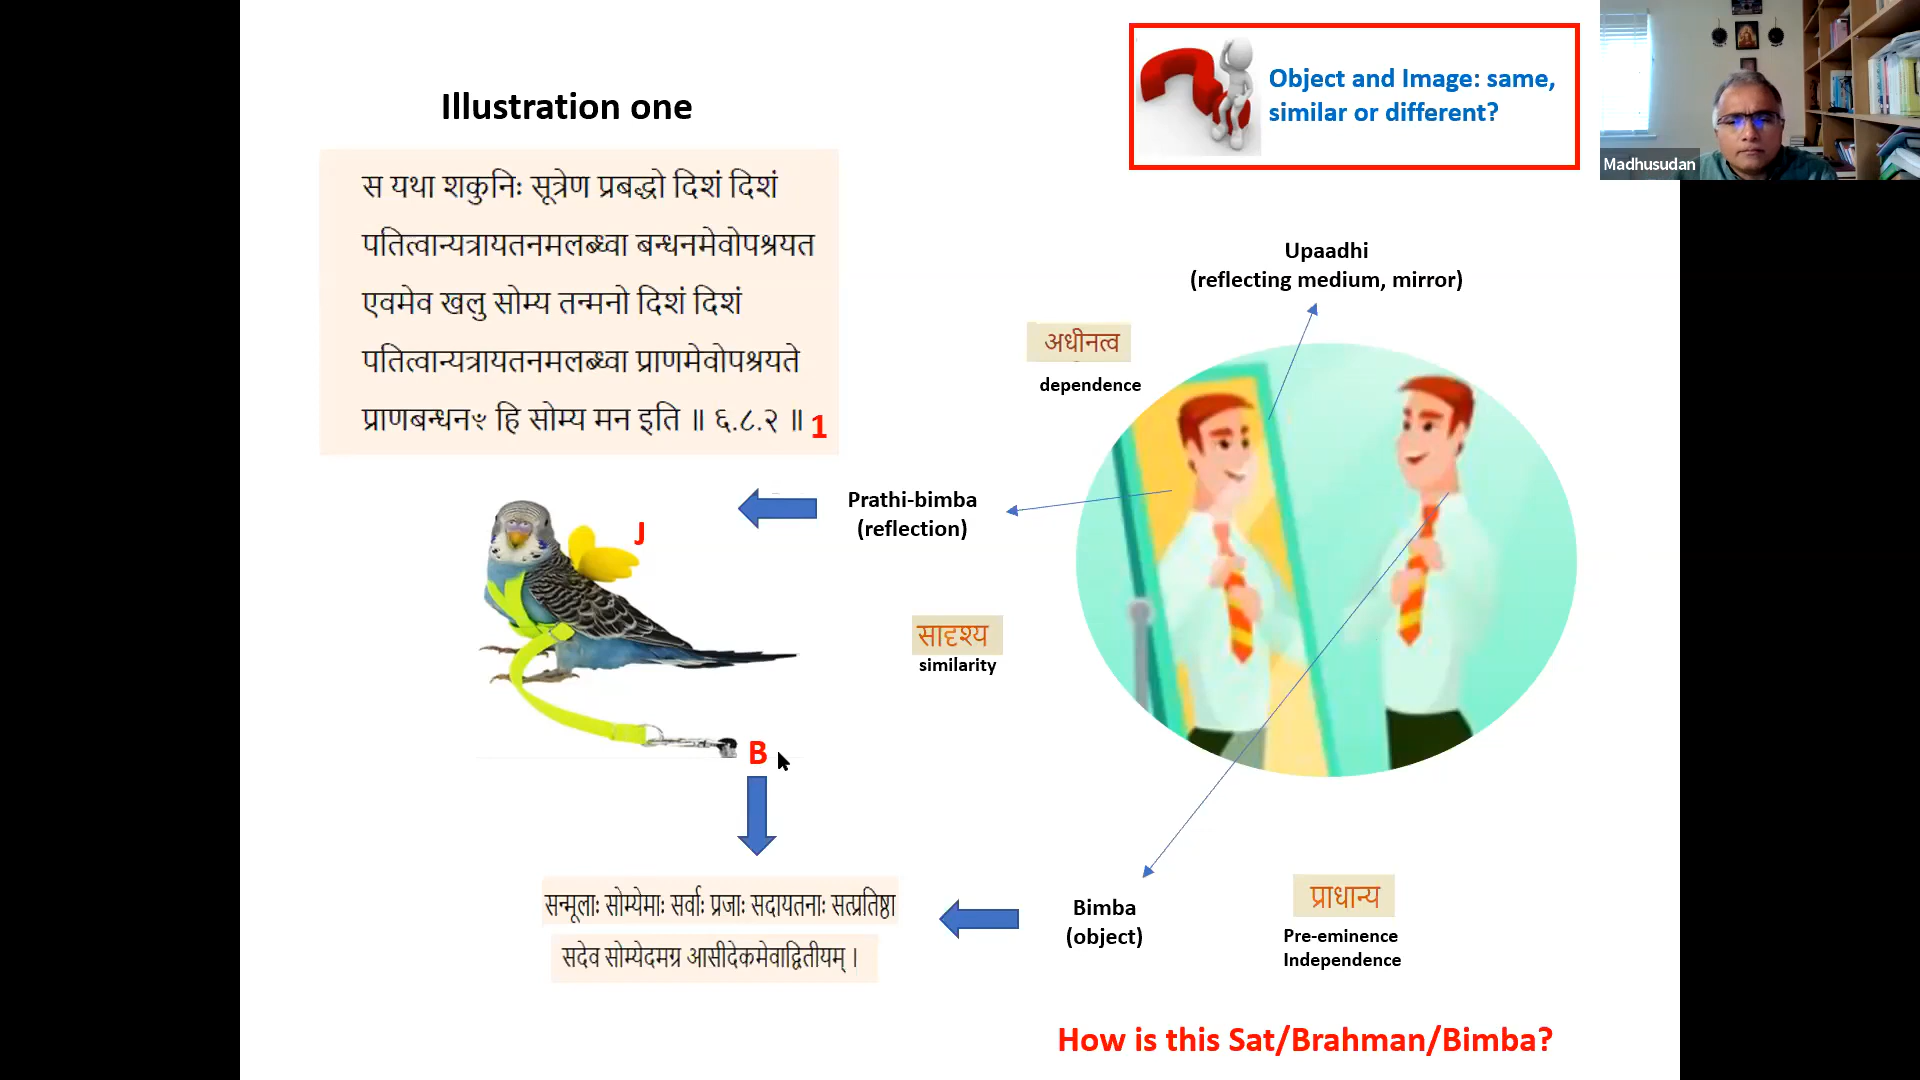 Illustration one
Object and Image: same,
similar or different?
Madhusudan
स यथा शकुनिः सूत्रेण प्रबद्धो दिशं दिशं
पतित्वान्यत्रायतनमलब्ध्वा बन्धनमेवोपश्रयत
एवमेव खलु सोम्य तन्मनो दिशं दिशं
पतित्वान्यत्रायतनमलब्ध्वा प्राणमेवोपश्रयते
प्राणबन्धनꣳ हि सोम्य मन इति ॥ ६.८.२ ॥ 1
Upaadhi
(reflecting medium, mirror)
अधीनत्व
dependence
Prathi-bimba
(reflection)
J
सादृश्य
similarity
B
सन्मूलाः सोम्येमाः सर्वाः प्रजाः सदायतनाः सत्प्रतिष्ठा
सदेव सोम्येदमग्र आसीदेकमेवाद्वितीयम् ।
Bimba
(object)
प्राधान्य
Pre-eminence
Independence
How is this Sat/Brahman/Bimba?